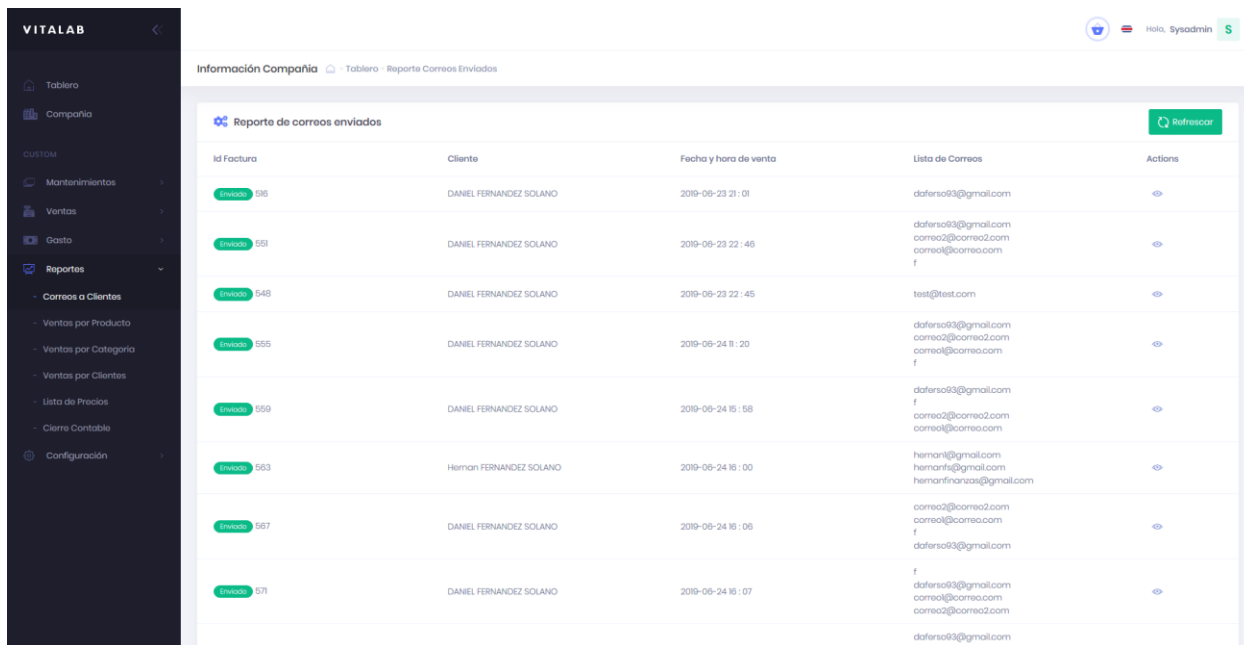 VITALAB
Hola, Sysadmin S
Información Compañia - Tablero - Reporte Correos Enviados
Tablero
Compañia
CUSTOM
Mantenimientos
Ventas
Gasto
Reportes
- Correos a Clientes
- Ventas por Producto
- Ventas por Categoria
- Ventas por Clientes
- Lista de Precios
- Cierre Contable
Configuración
Reporte de correos enviados
Refrescar
Id Factura Cliente Fecha y hora de venta Lista de Correos Actions
Enviado 516 DANIEL FERNANDEZ SOLANO 2019-06-23 21 : 01 daferso93@gmail.com
Enviado 551 DANIEL FERNANDEZ SOLANO 2019-06-23 22 : 46
daferso93@gmail.com
correo2@correo2.com
correo1@correo.com
f
Enviado 548 DANIEL FERNANDEZ SOLANO 2019-06-23 22 : 45 test@test.com
Enviado 555 DANIEL FERNANDEZ SOLANO 2019-06-24 11 : 20
daferso93@gmail.com
correo2@correo2.com
correo1@correo.com
f
Enviado 559 DANIEL FERNANDEZ SOLANO 2019-06-24 15 : 58
daferso93@gmail.com
f
correo2@correo2.com
correo1@correo.com
Enviado 563 Hernan FERNANDEZ SOLANO 2019-06-24 16 : 00
hernan1@gmail.com
hernanfs@gmail.com
hernanfinanzas@gmail.com
Enviado 567 DANIEL FERNANDEZ SOLANO 2019-06-24 16 : 06
correo2@correo2.com
correo1@correo.com
f
daferso93@gmail.com
Enviado 571 DANIEL FERNANDEZ SOLANO 2019-06-24 16 : 07
f
daferso93@gmail.com
correo1@correo.com
correo2@correo2.com
daferso93@gmail.com